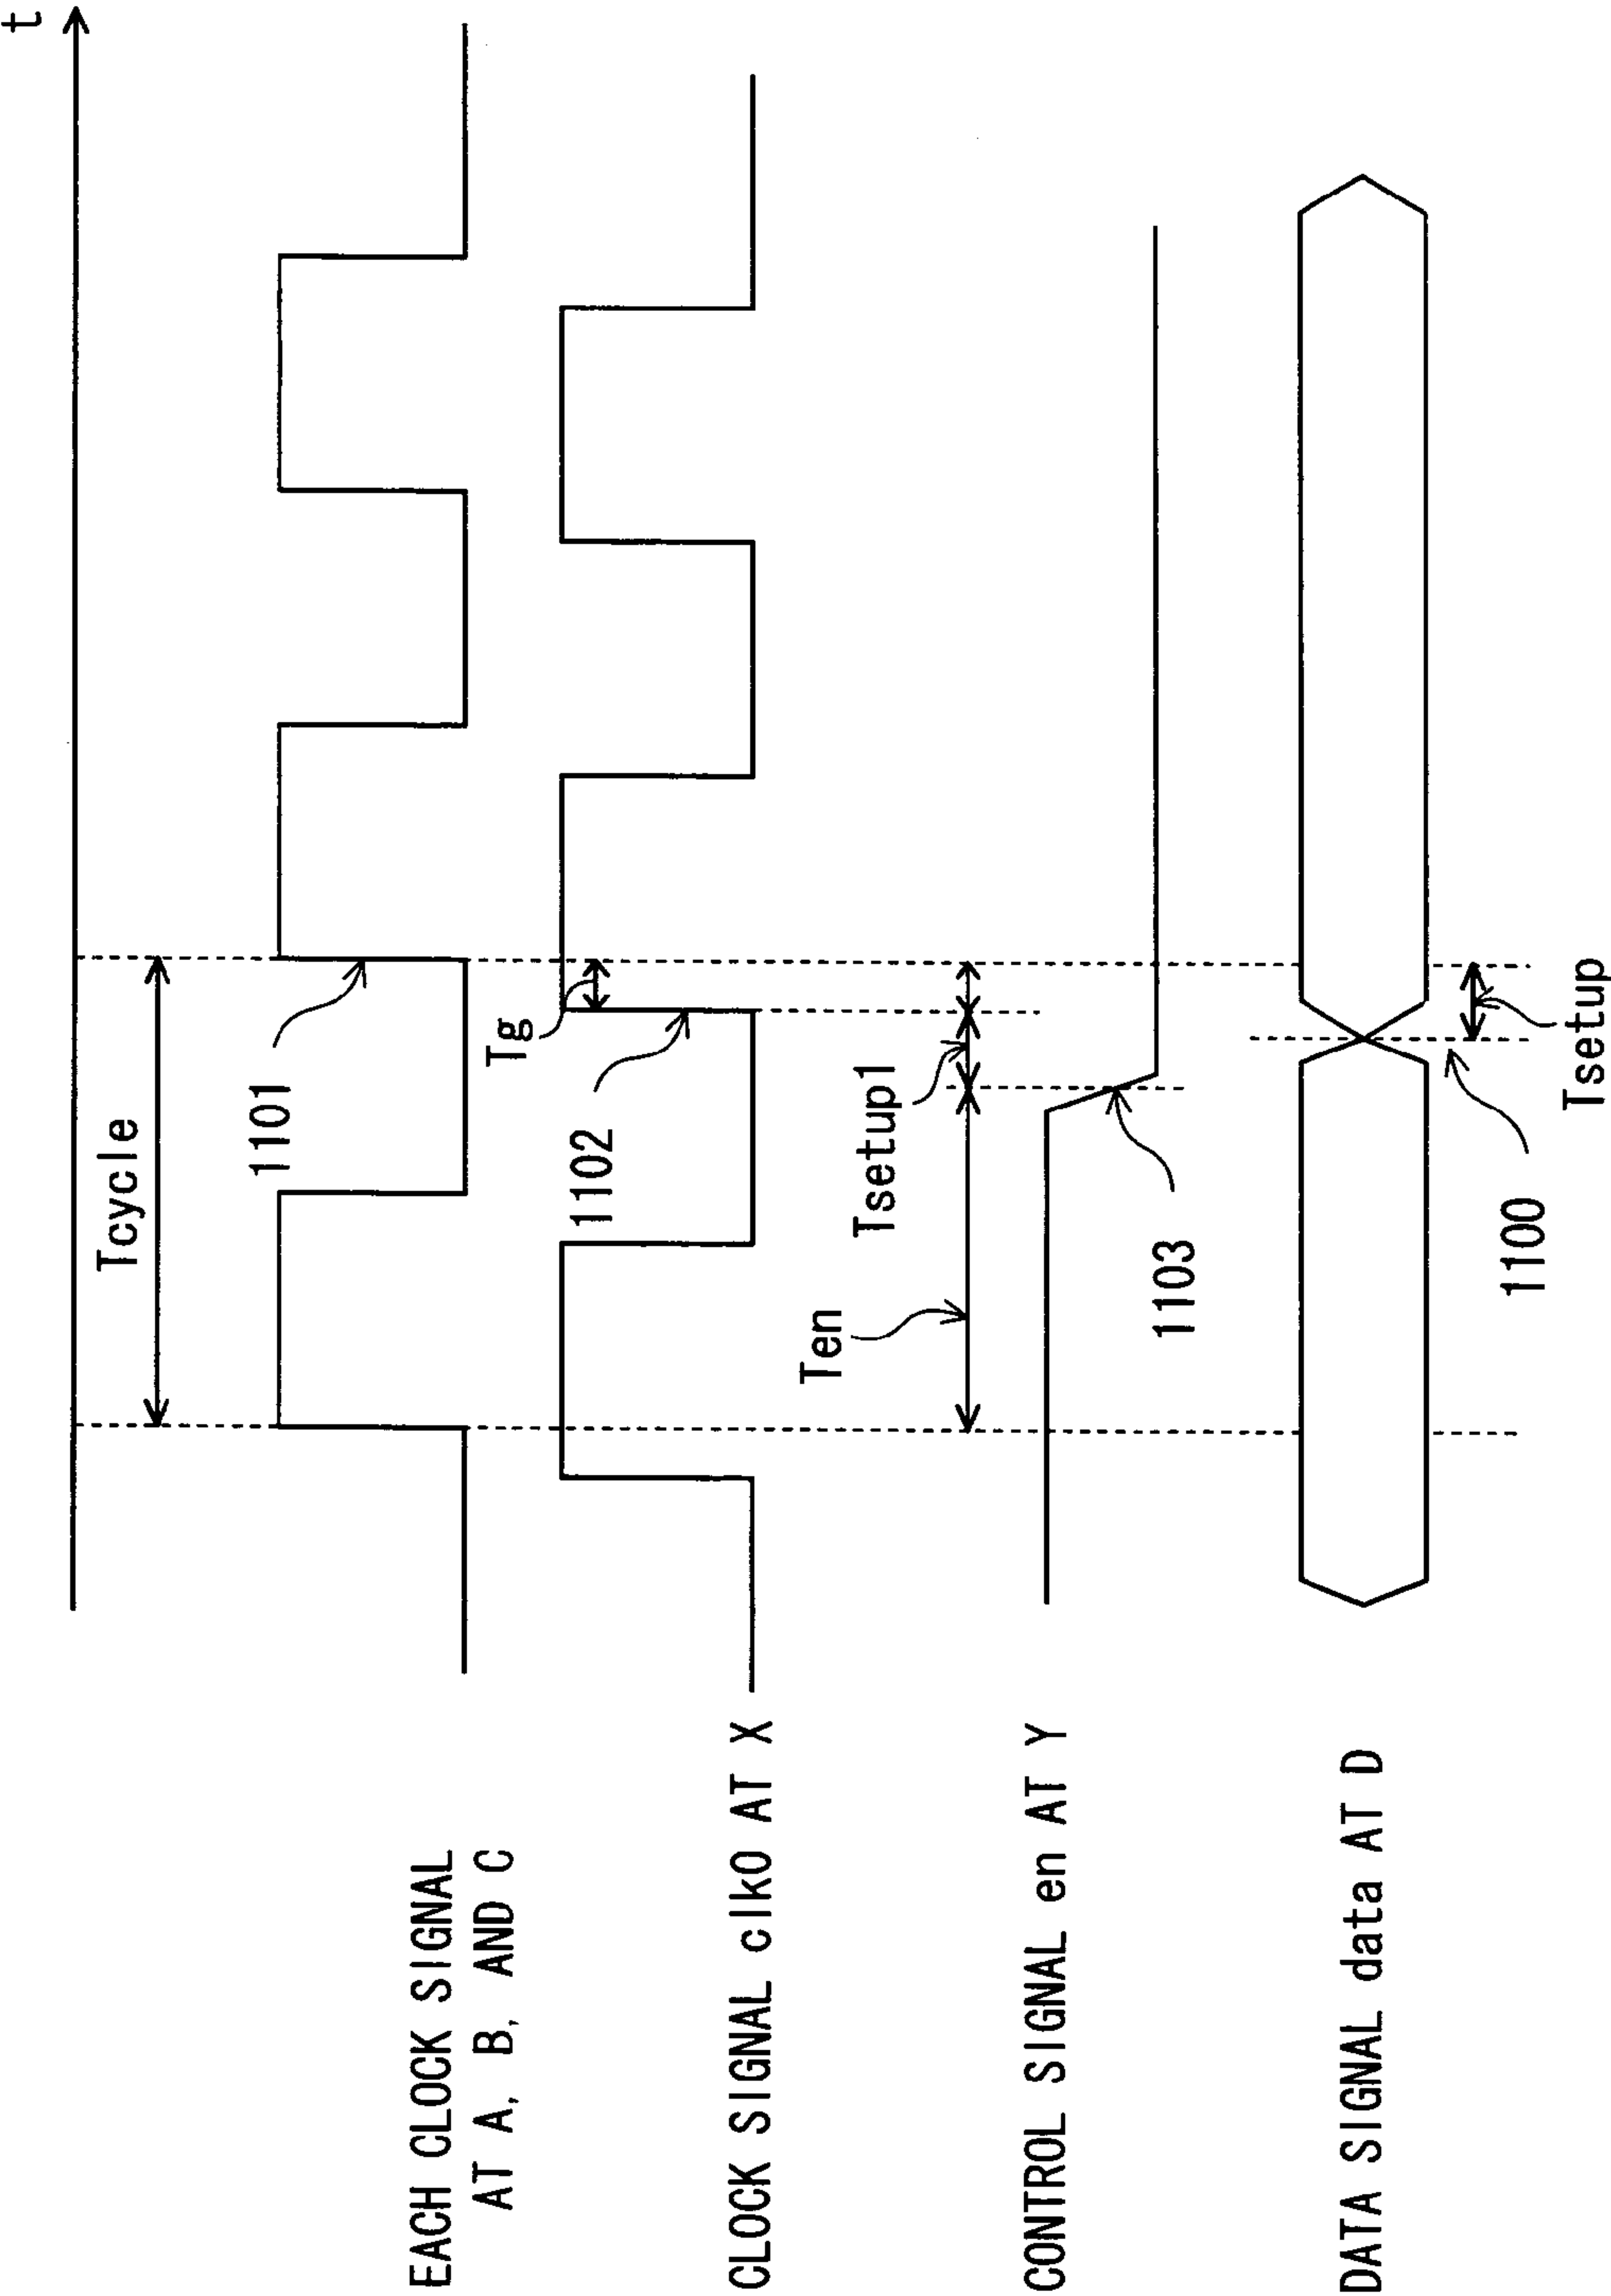 t
Tcycle
EACH CLOCK SIGNAL
AT A, B, AND C
1101
Tg
CLOCK SIGNAL clk0 AT X
1102
Tsetup1
Ten
CONTROL SIGNAL en AT Y
1103
DATA SIGNAL data AT D
1100
Tsetup